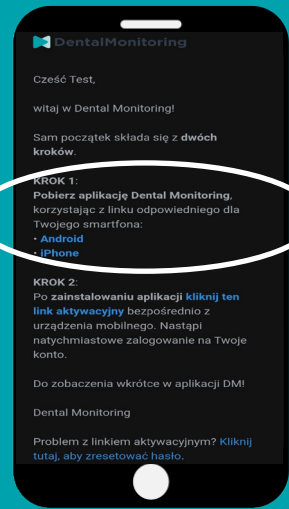 DentalMonitoring
Cześć Test,
witaj w Dental Monitoring!
Sam początek składa się z dwóch
kroków.
KROK 1:
Pobierz aplikację Dental Monitoring,
korzystając z linku odpowiedniego dla
Twojego smartfona:
• Android
• iPhone
KROK 2:
Po zainstalowaniu aplikacji kliknij ten
link aktywacyjny bezpośrednio z
urządzenia mobilnego. Nastąpi
natychmiastowe zalogowanie na Twoje
konto.
Do zobaczenia wkrótce w aplikacji DM!
Dental Monitoring
Problem z linkiem aktywacyjnym? Kliknij
tutaj, aby zresetować hasło.